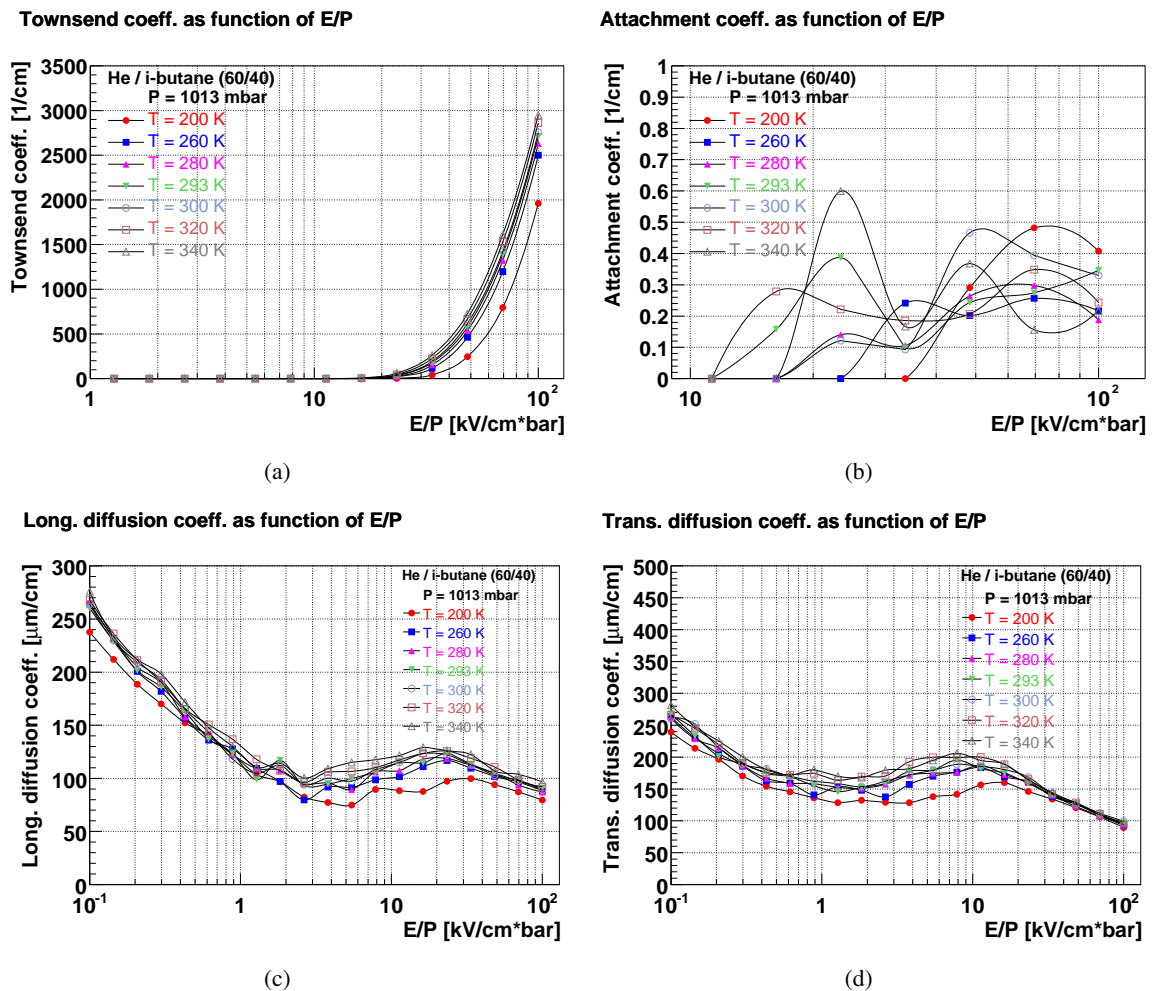 Townsend coeff. as function of E/P
Townsend coeff. [1/cm]
3500
3000
2500
2000
1500
1000
500
0
He / i-butane (60/40)
P = 1013 mbar
T = 200 K
T = 260 K
T = 280 K
T = 293 K
T = 300 K
T = 320 K
T = 340 K
1
10
10²
E/P [kV/cm*bar]
(a)
Attachment coeff. as function of E/P
Attachment coeff. [1/cm]
1
0.9
0.8
0.7
0.6
0.5
0.4
0.3
0.2
0.1
0
He / i-butane (60/40)
P = 1013 mbar
T = 200 K
T = 260 K
T = 280 K
T = 293 K
T = 300 K
T = 320 K
T = 340 K
10
10²
E/P [kV/cm*bar]
(b)
Long. diffusion coeff. as function of E/P
Long. diffusion coeff. [μm/cm]
300
250
200
150
100
50
0
He / i-butane (60/40)
P = 1013 mbar
T = 200 K
T = 260 K
T = 280 K
T = 293 K
T = 300 K
T = 320 K
T = 340 K
10⁻¹
1
10
10²
E/P [kV/cm*bar]
(c)
Trans. diffusion coeff. as function of E/P
Trans. diffusion coeff. [μm/cm]
500
450
400
350
300
250
200
150
100
50
0
He / i-butane (60/40)
P = 1013 mbar
T = 200 K
T = 260 K
T = 280 K
T = 293 K
T = 300 K
T = 320 K
T = 340 K
10⁻¹
1
10
10²
E/P [kV/cm*bar]
(d)